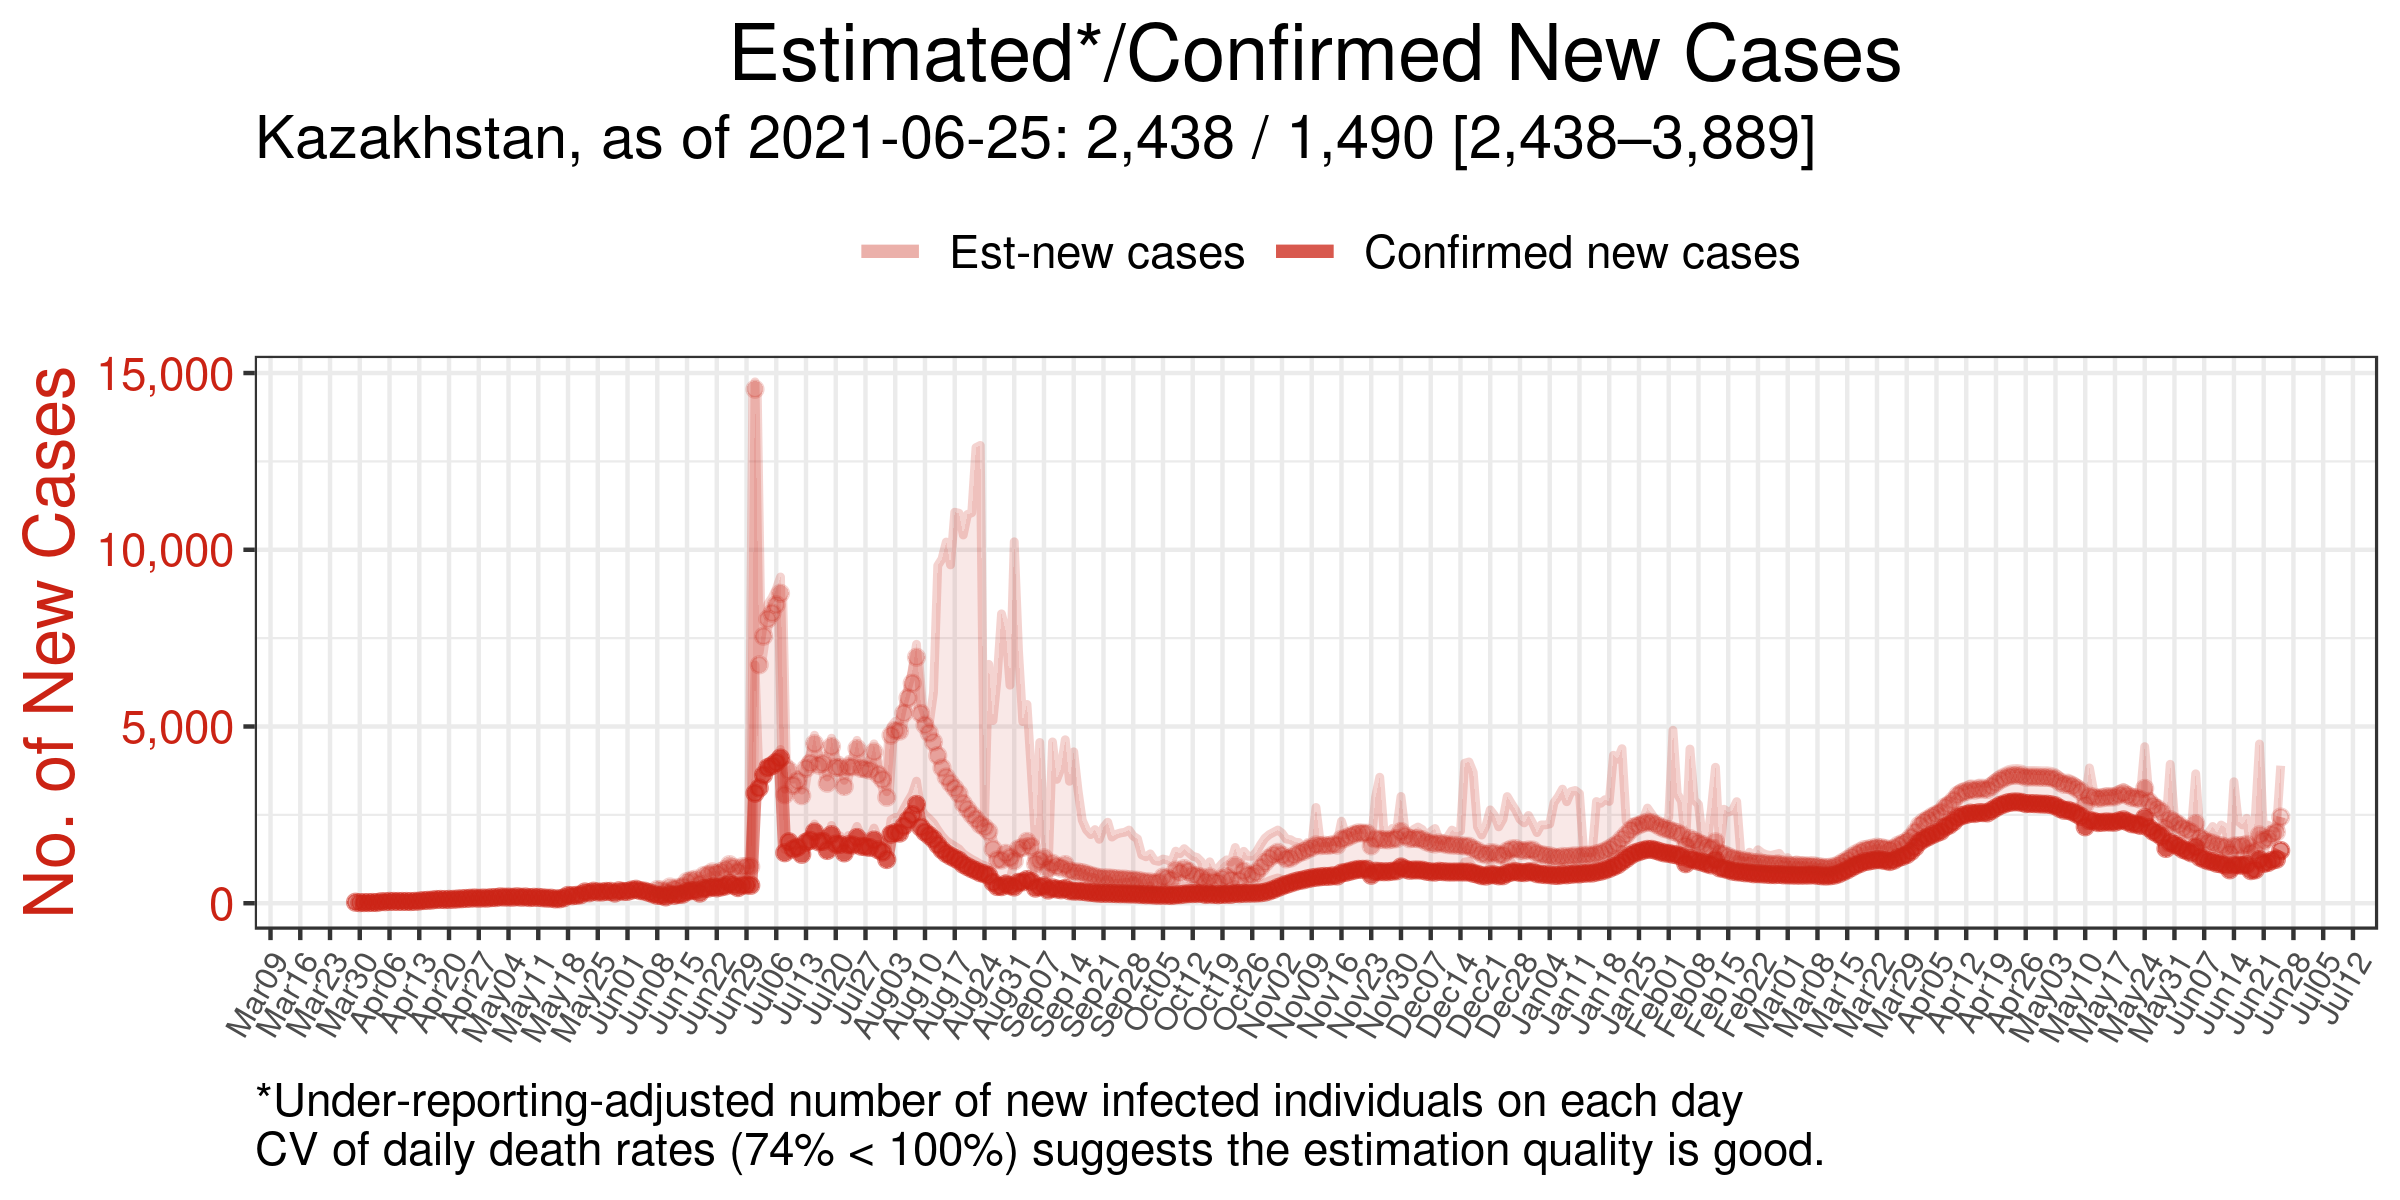 Estimated*/Confirmed New Cases
Kazakhstan, as of 2021-06-25: 2,438 / 1,490 [2,438–3,889]
Est-new cases
Confirmed new cases
No. of New Cases
15,000
10,000
5,000
0
Mar09
Mar16
Mar23
Mar30
Apr06
Apr13
Apr20
Apr27
May04
May11
May18
May25
Jun01
Jun08
Jun15
Jun22
Jun29
Jul06
Jul13
Jul20
Jul27
Aug03
Aug10
Aug17
Aug24
Aug31
Sep07
Sep14
Sep21
Sep28
Oct05
Oct12
Oct19
Oct26
Nov02
Nov09
Nov16
Nov23
Nov30
Dec07
Dec14
Dec21
Dec28
Jan04
Jan11
Jan18
Jan25
Feb01
Feb08
Feb15
Feb22
Mar01
Mar08
Mar15
Mar22
Mar29
Apr05
Apr12
Apr19
Apr26
May03
May10
May17
May24
May31
Jun07
Jun14
Jun21
Jun28
Jul05
Jul12
*Under-reporting-adjusted number of new infected individuals on each day
CV of daily death rates (74% < 100%) suggests the estimation quality is good.